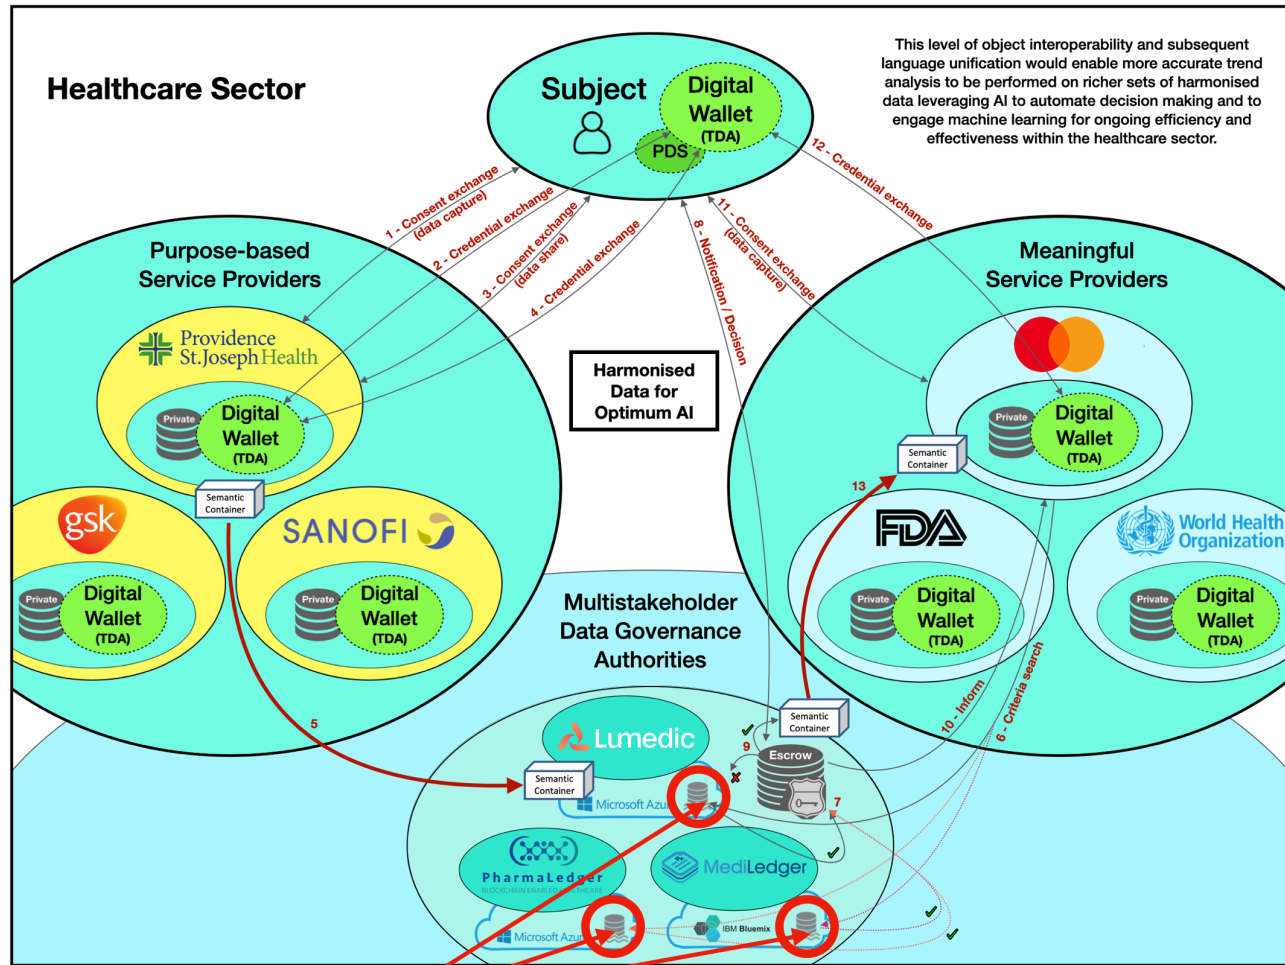 Healthcare Sector
This level of object interoperability and subsequent
language unification would enable more accurate trend
analysis to be performed on richer sets of harmonised
data leveraging AI to automate decision making and to
engage machine learning for ongoing efficiency and
effectiveness within the healthcare sector.
Subject
Digital
Wallet
(TDA)
PDS
1 - Consent exchange
(data capture)
2 - Credential exchange
3 - Consent exchange
(data share)
4 - Credential exchange
8 - Notification / Decision
11 - Consent exchange
(data capture)
12 - Credential exchange
Purpose-based
Service Providers
Providence
St.Joseph Health
Private
Digital
Wallet
(TDA)
Semantic
Container
gsk
Private
Digital
Wallet
(TDA)
SANOFI
Private
Digital
Wallet
(TDA)
Harmonised
Data for
Optimum AI
Meaningful
Service Providers
Private
Digital
Wallet
(TDA)
Semantic
Container
13
FDA
Private
Digital
Wallet
(TDA)
World Health
Organization
Private
Digital
Wallet
(TDA)
5
10 - Inform
6 - Criteria search
Multistakeholder
Data Governance
Authorities
Lumedic
Semantic
Container
Microsoft Azur
Semantic
Container
9
Escrow
7
PharmaLedger
BLOCKCHAIN ENABLED HEALTHCARE
Microsoft Azur
MediLedger
IBM Bluemix